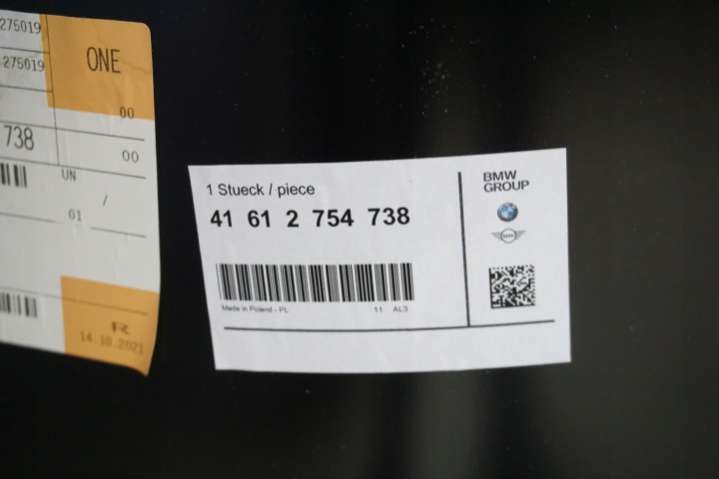 275019
275019
ONE
00
738
00
UN
/
01
R
14.10.2021
1 Stueck / piece
41 61 2 754 738
Made in Poland - PL
11 AL3
BMW
GROUP